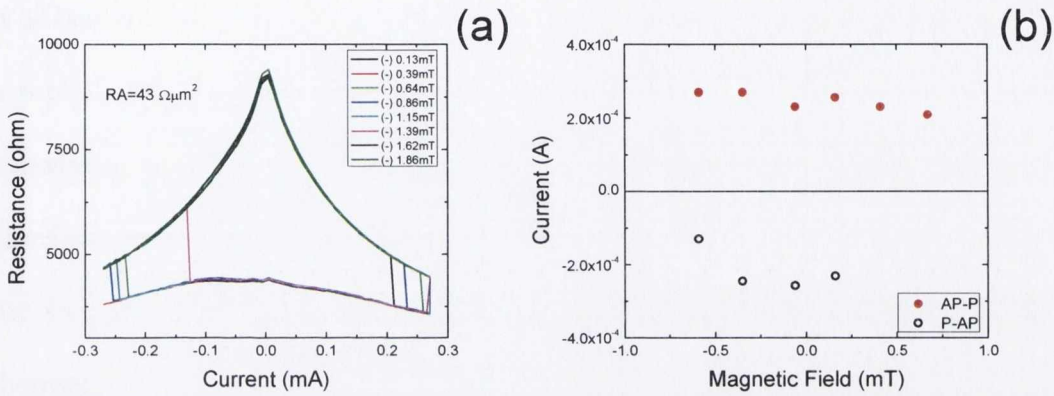 (a)
10000
7500
5000
Resistance (ohm)
RA=43 Ωμm²
(-) 0.13mT
(-) 0.39mT
(-) 0.64mT
(-) 0.86mT
(-) 1.15mT
(-) 1.39mT
(-) 1.62mT
(-) 1.86mT
-0.3 -0.2 -0.1 0.0 0.1 0.2 0.3
Current (mA)
(b)
4.0x10⁻⁴
2.0x10⁻⁴
0.0
-2.0x10⁻⁴
-4.0x10⁻⁴
Current (A)
AP-P
P-AP
-1.0 -0.5 0.0 0.5 1.0
Magnetic Field (mT)